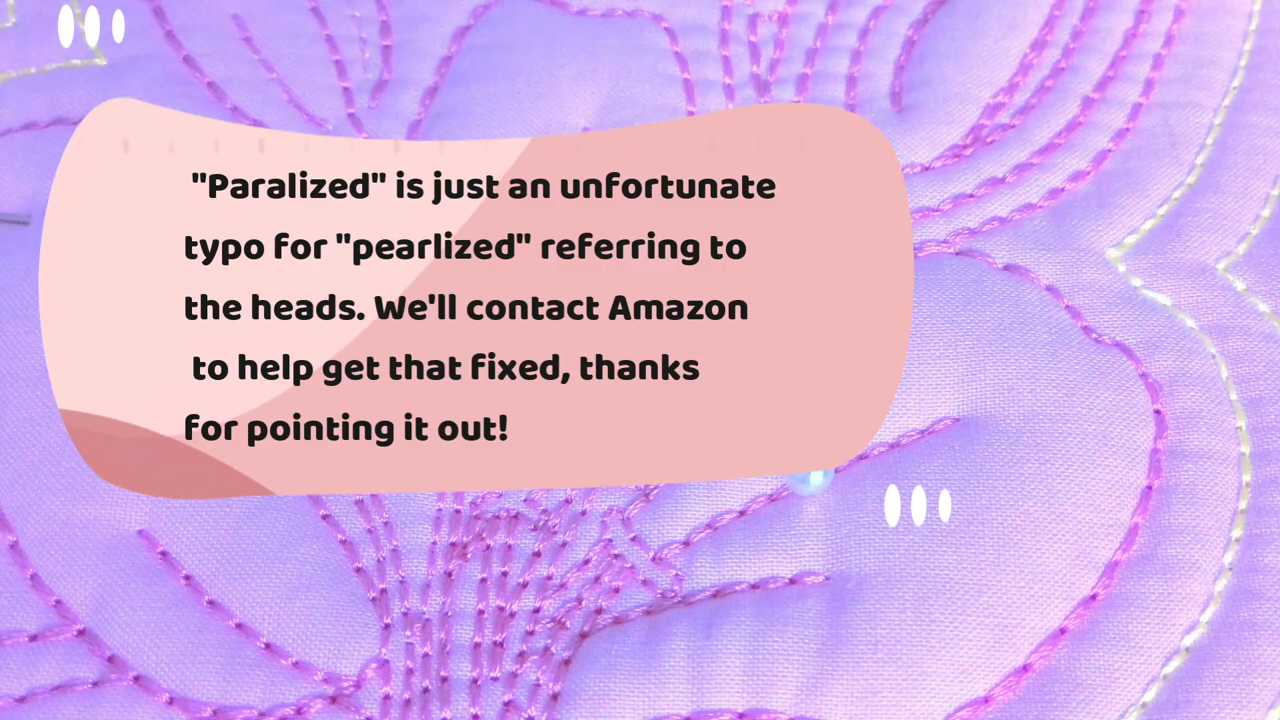 "Paralized" is just an unfortunate
typo for "pearlized" referring to
the heads. We'll contact Amazon
to help get that fixed, thanks
for pointing it out!